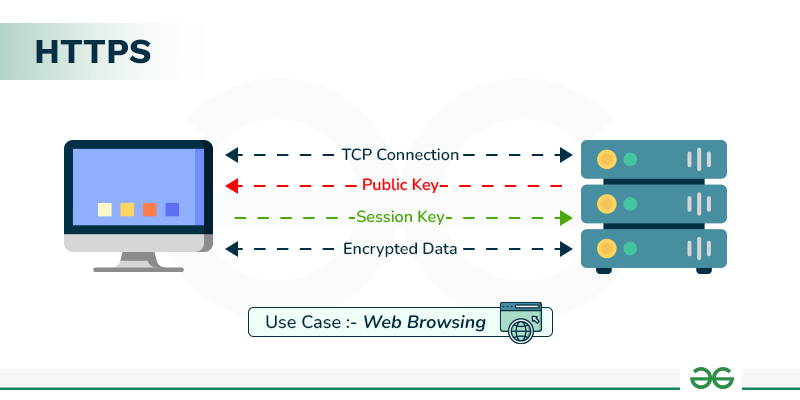 HTTPS
TCP Connection
Public Key
Session Key
Encrypted Data
Use Case :- Web Browsing